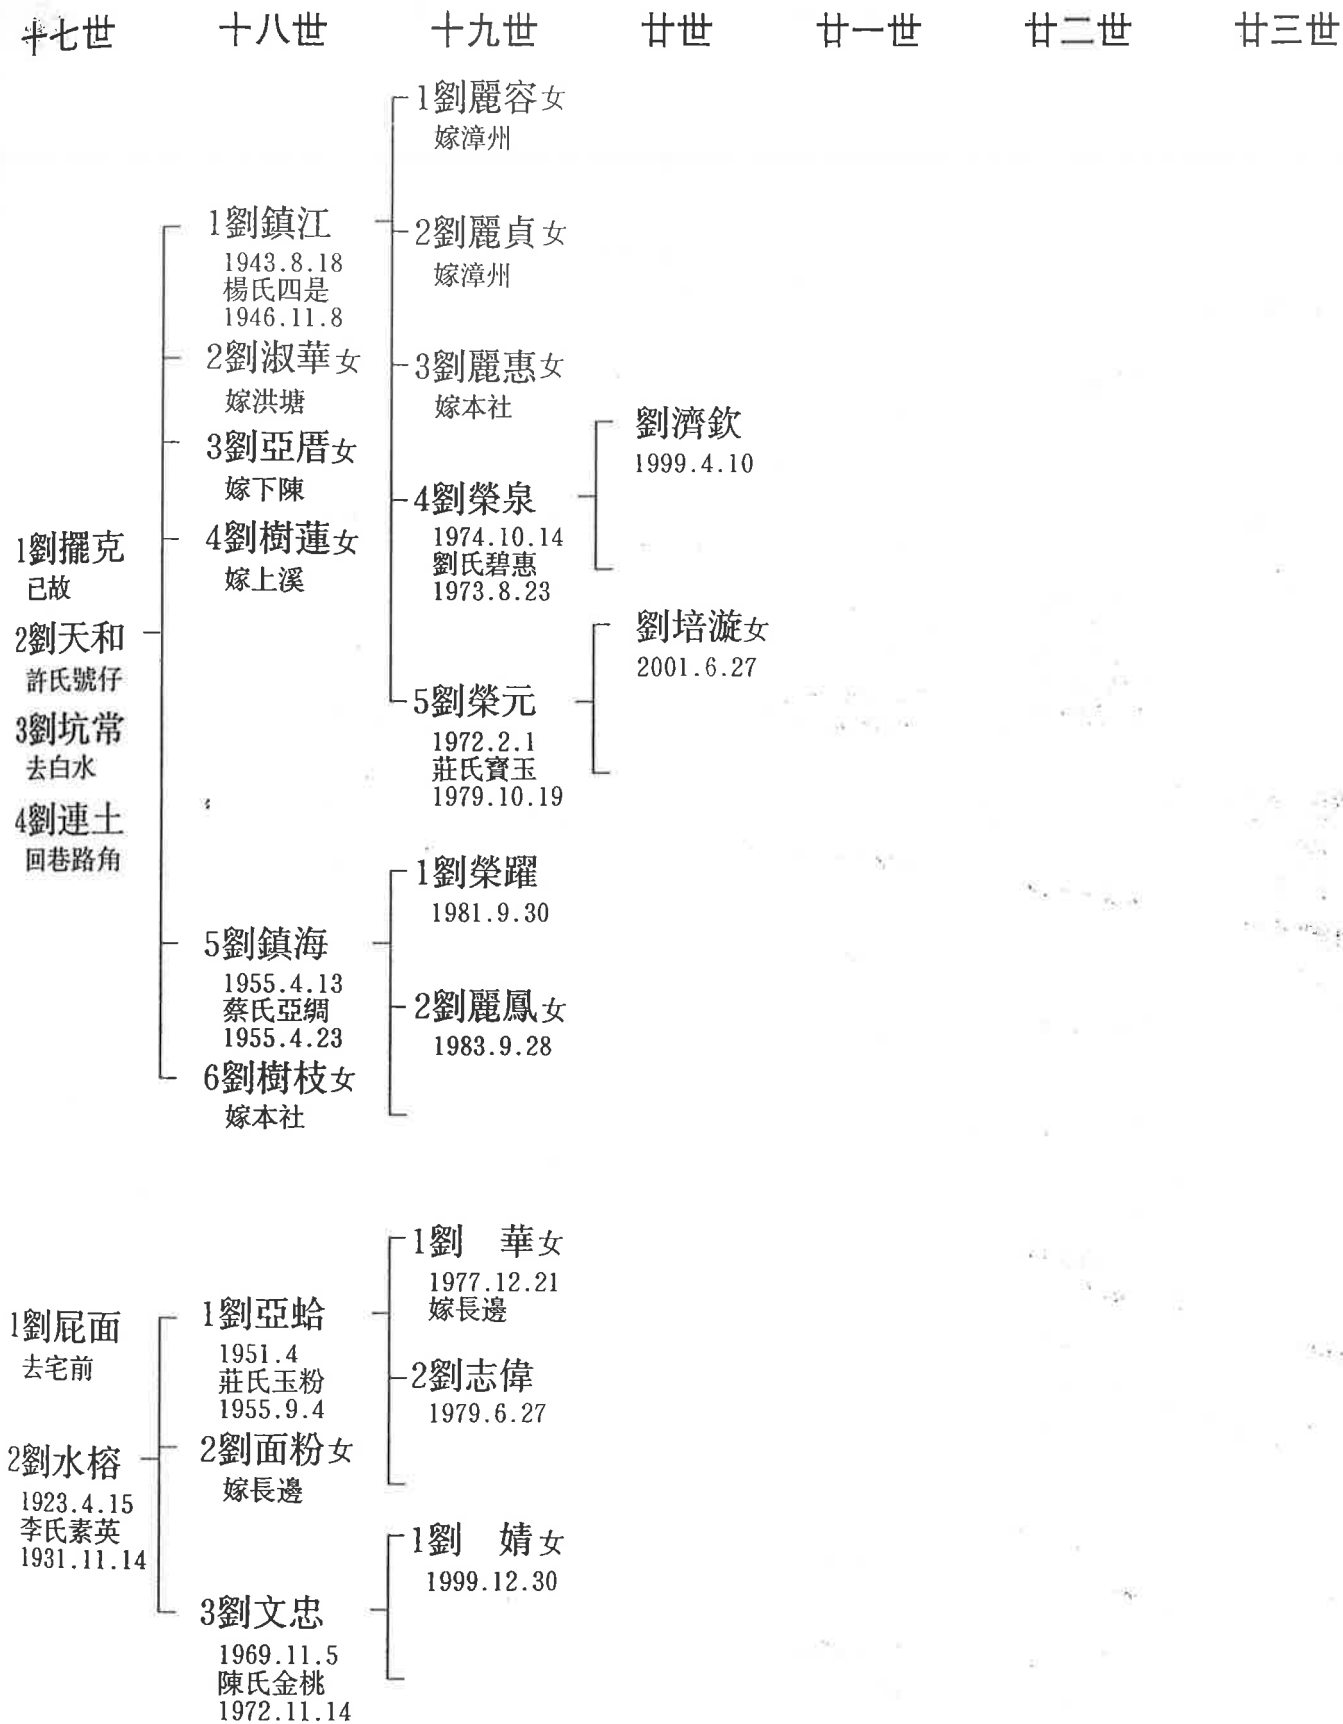 十七世 十八世 十九世 廿世 廿一世 廿二世 廿三世
1劉擺克
已故
2劉天和
許氏號仔
3劉坑常
去白水
4劉連土
回巷路角
1劉鎮江
1943.8.18
楊氏四是
1946.11.8
2劉淑華女
嫁洪塘
3劉亞厝女
嫁下陳
4劉樹蓮女
嫁上溪
5劉鎮海
1955.4.13
蔡氏亞綢
1955.4.23
6劉樹枝女
嫁本社
1劉麗容女
嫁漳州
2劉麗貞女
嫁漳州
3劉麗惠女
嫁本社
4劉榮泉
1974.10.14
劉氏碧惠
1973.8.23
5劉榮元
1972.2.1
莊氏寶玉
1979.10.19
劉濟欽
1999.4.10
劉培漩女
2001.6.27
1劉榮躍
1981.9.30
2劉麗鳳女
1983.9.28
1劉屁面
去宅前
2劉水榕
1923.4.15
李氏素英
1931.11.14
1劉亞蛤
1951.4
莊氏玉粉
1955.9.4
2劉面粉女
嫁長邊
3劉文忠
1969.11.5
陳氏金桃
1972.11.14
1劉　華女
1977.12.21
嫁長邊
2劉志偉
1979.6.27
1劉　婧女
1999.12.30